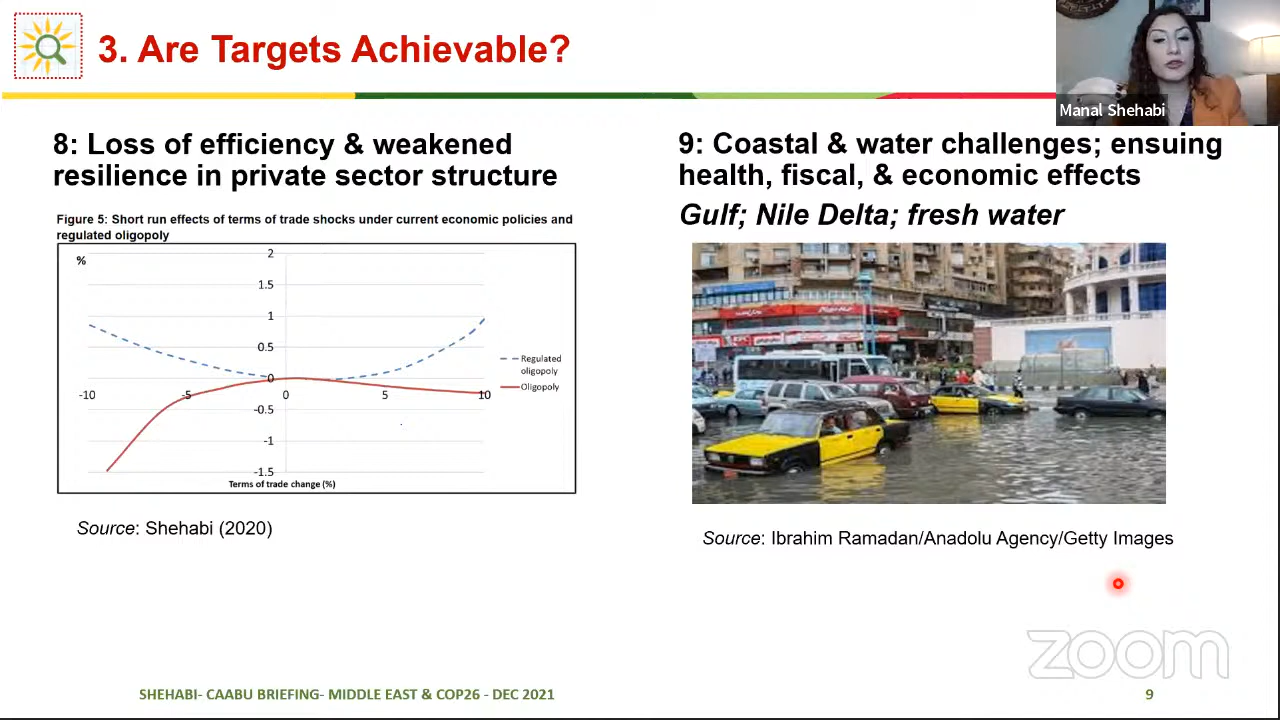 3. Are Targets Achievable?
Manal Shehabi
8: Loss of efficiency & weakened
resilience in private sector structure
Figure 5: Short run effects of terms of trade shocks under current economic policies and
regulated oligopoly
%
2
1.5
1
0.5
0
-0.5
-1
-1.5
-10
-5
0
5
10
Terms of trade change (%)
Regulated
oligopoly
Oligopoly
Source: Shehabi (2020)
9: Coastal & water challenges; ensuing
health, fiscal, & economic effects
Gulf; Nile Delta; fresh water
Source: Ibrahim Ramadan/Anadolu Agency/Getty Images
zoom
SHEHABI- CAABU BRIEFING- MIDDLE EAST & COP26 - DEC 2021
9